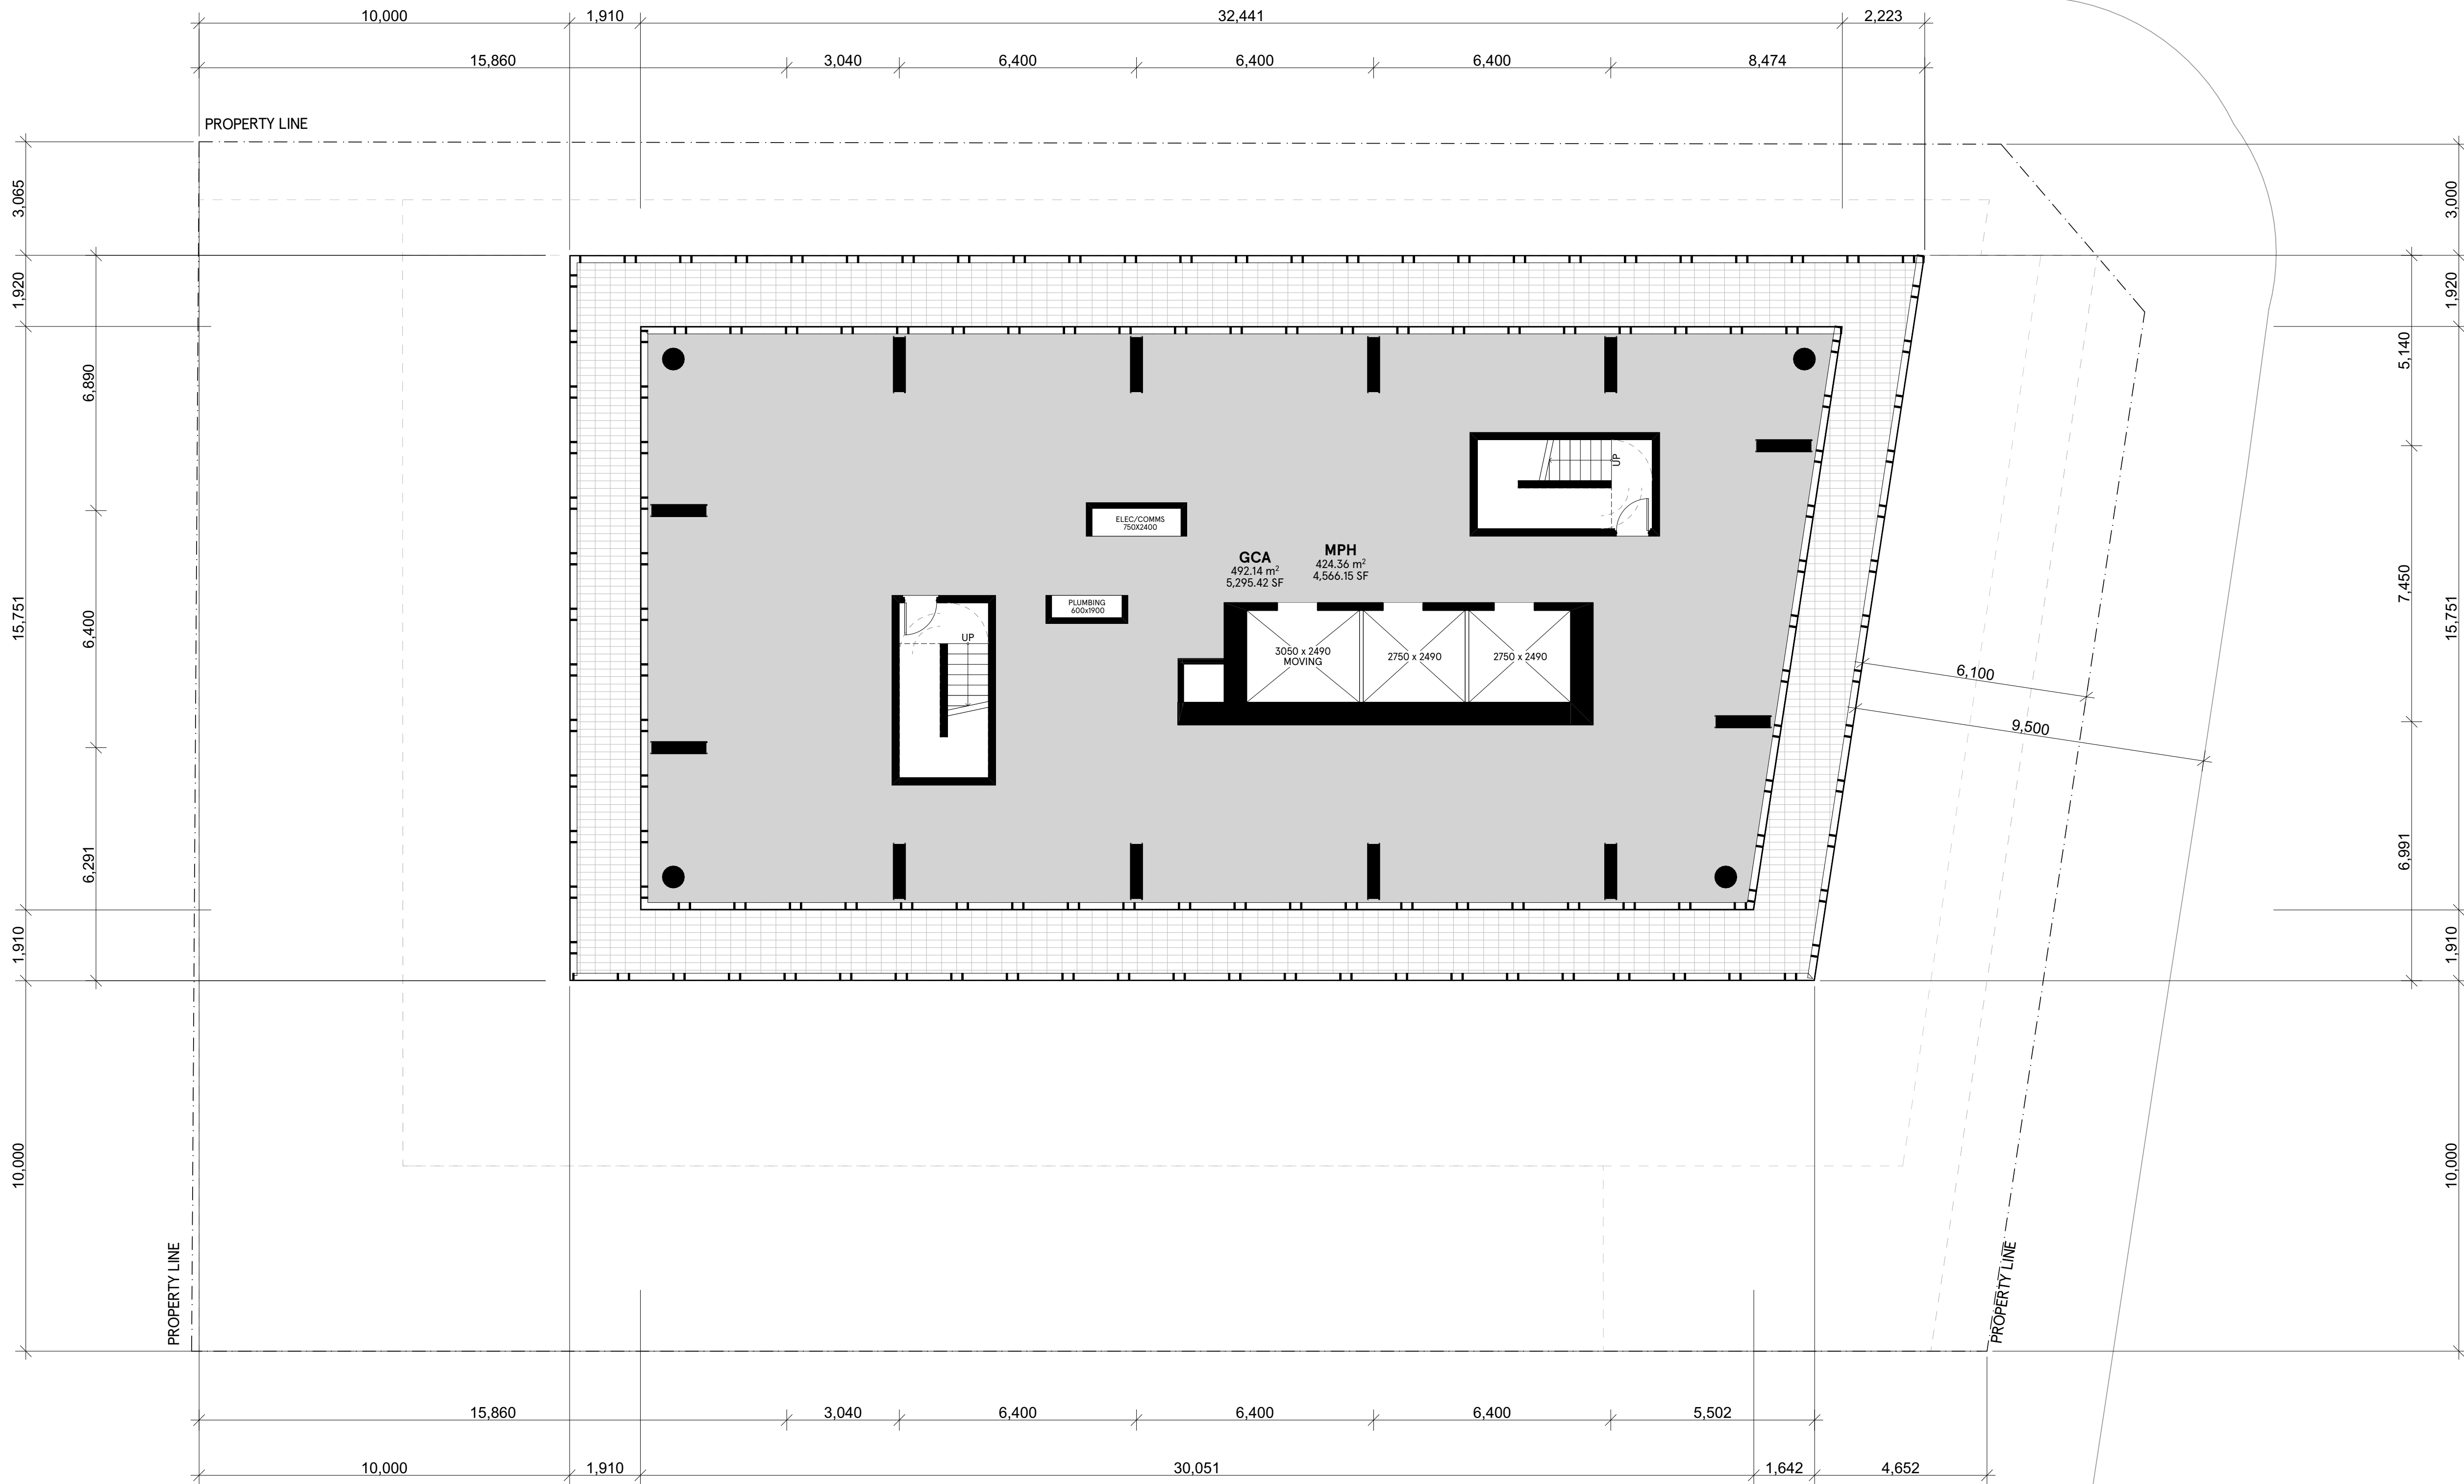 10,000 1,910 32,441 2,223
15,860 3,040 6,400 6,400 6,400 8,474
PROPERTY LINE
3,065
1,920
15,751
1,910
10,000
6,890
6,400
6,291
3,000
1,920
15,751
1,910
10,000
5,140
7,450
6,991
UP
ELEC/COMMS
750X2400
GCA
492.14 m²
5,295.42 SF
MPH
424.36 m²
4,566.15 SF
PLUMBING
600x1900
UP
3050 x 2490
MOVING
2750 x 2490
2750 x 2490
6,100
9,500
PROPERTY LINE
PROPERTY LINE
15,860 3,040 6,400 6,400 6,400 5,502
10,000 1,910 30,051 1,642 4,652